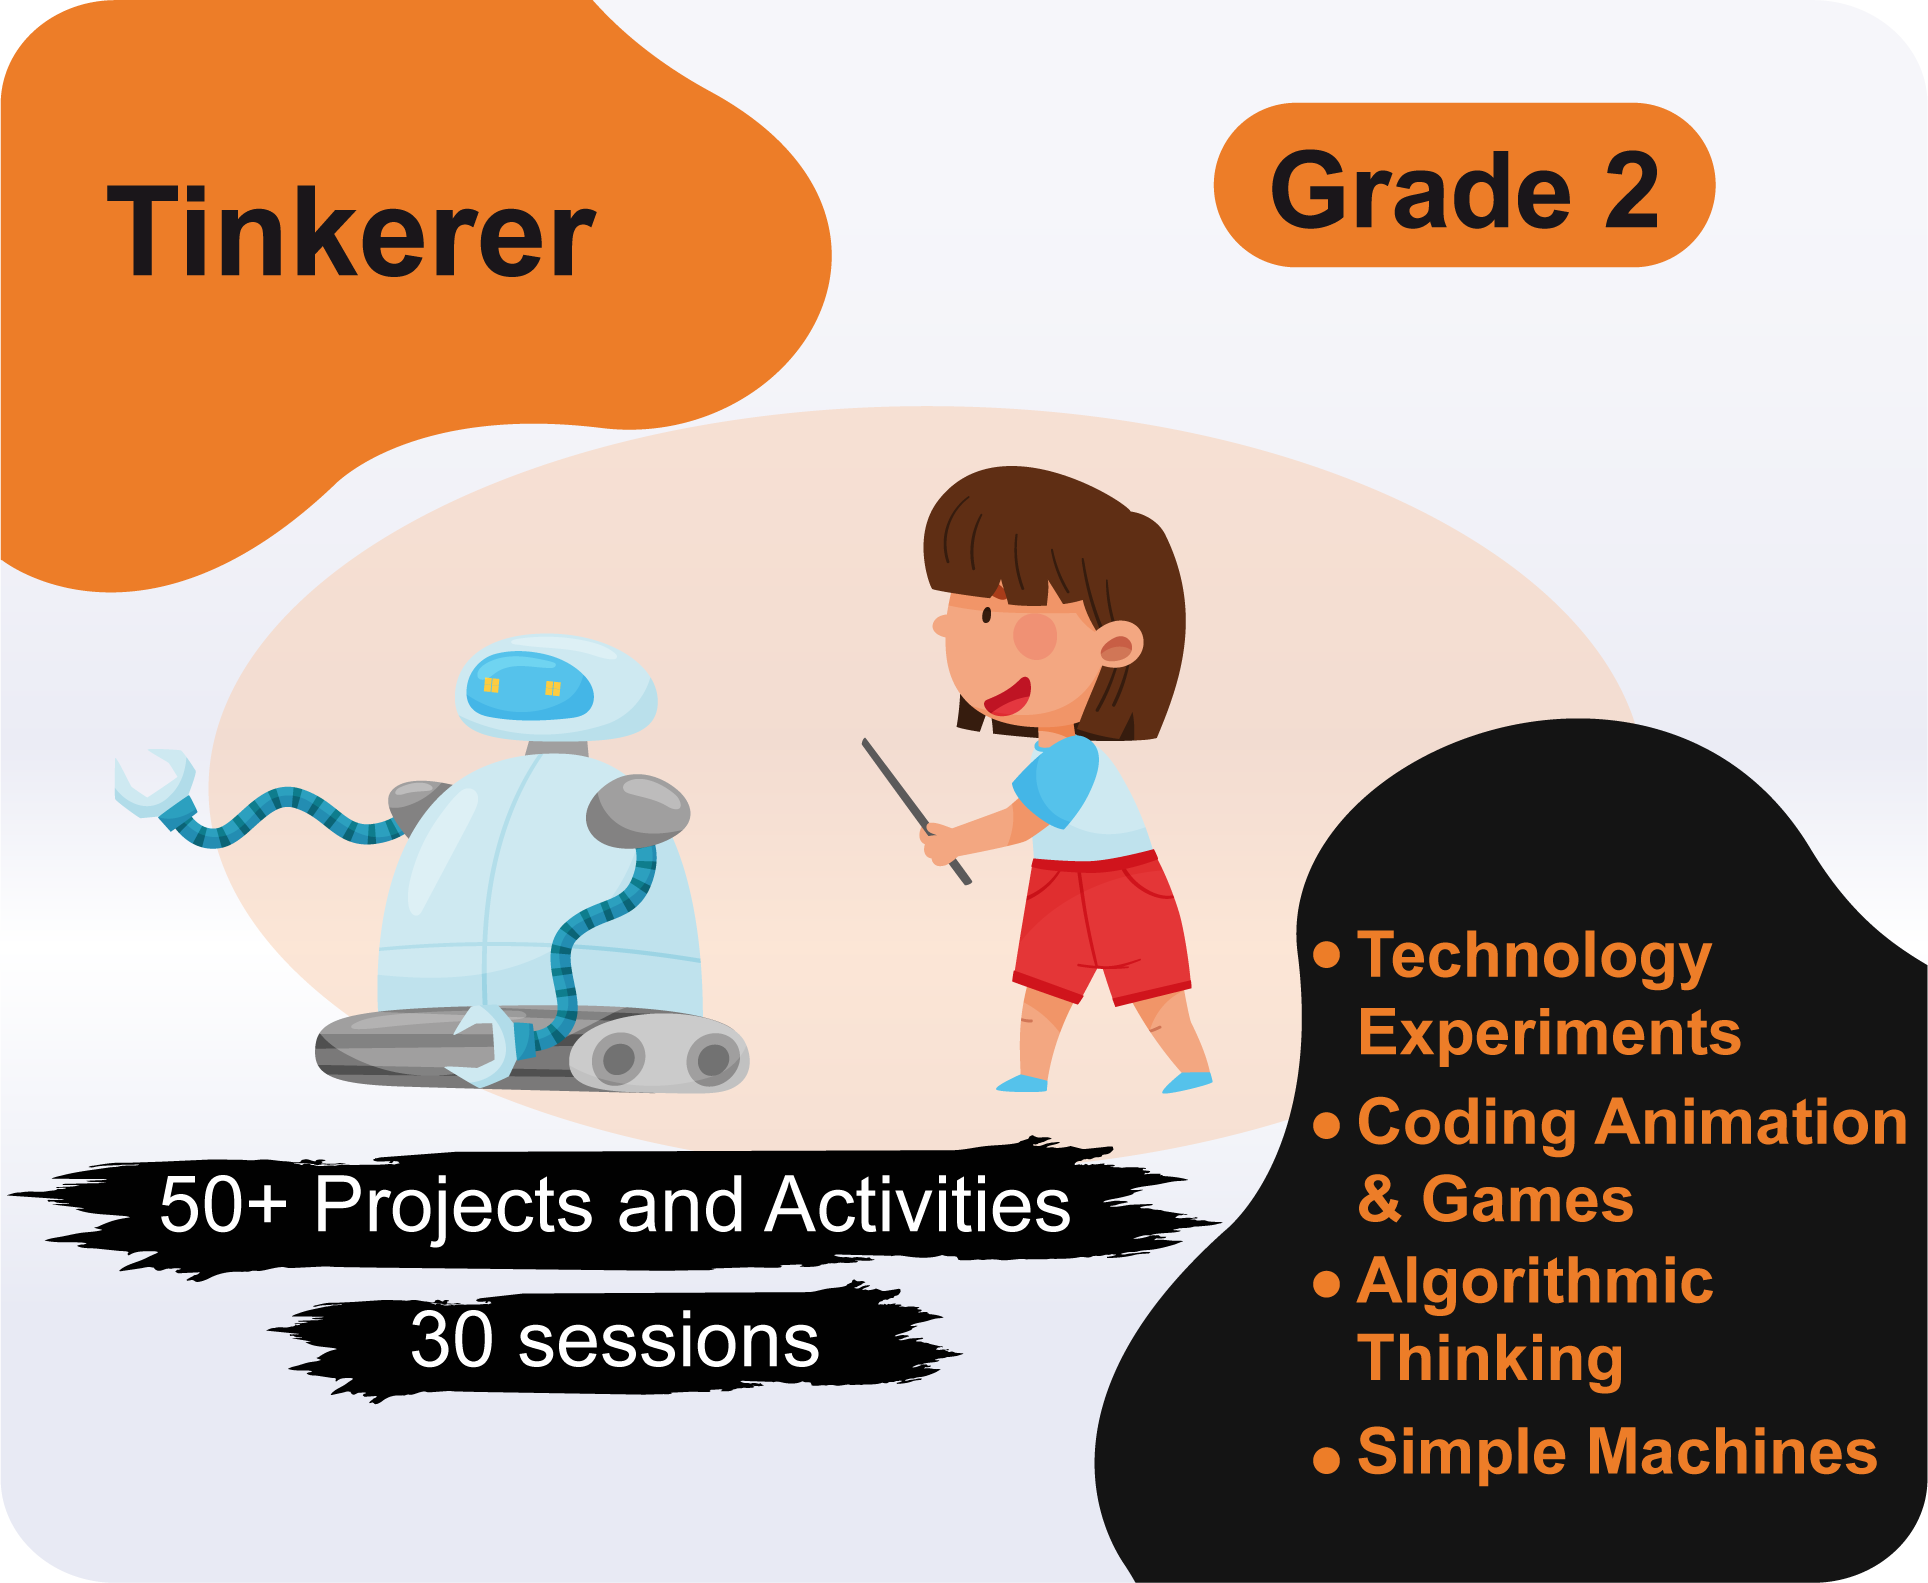 Tinkerer
Grade 2
50+ Projects and Activities
30 sessions
• Technology
Experiments
• Coding Animation
& Games
• Algorithmic
Thinking
• Simple Machines